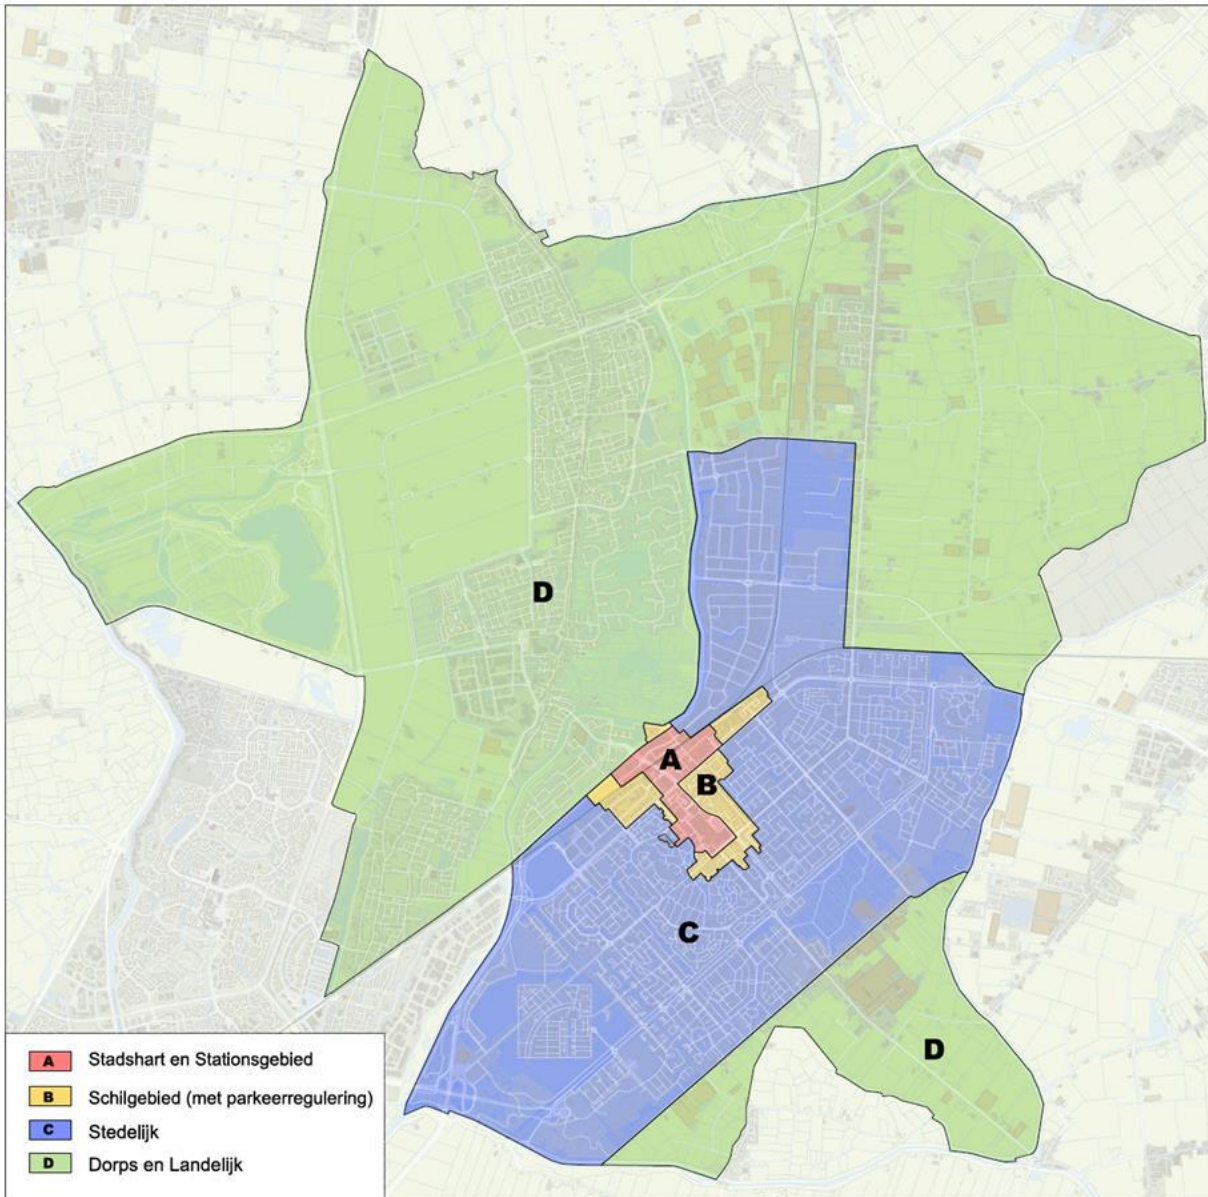 D
A
B
C
D
A Stadshart en Stationsgebied
B Schilgebied (met parkeerregulering)
C Stedelijk
D Dorps en Landelijk